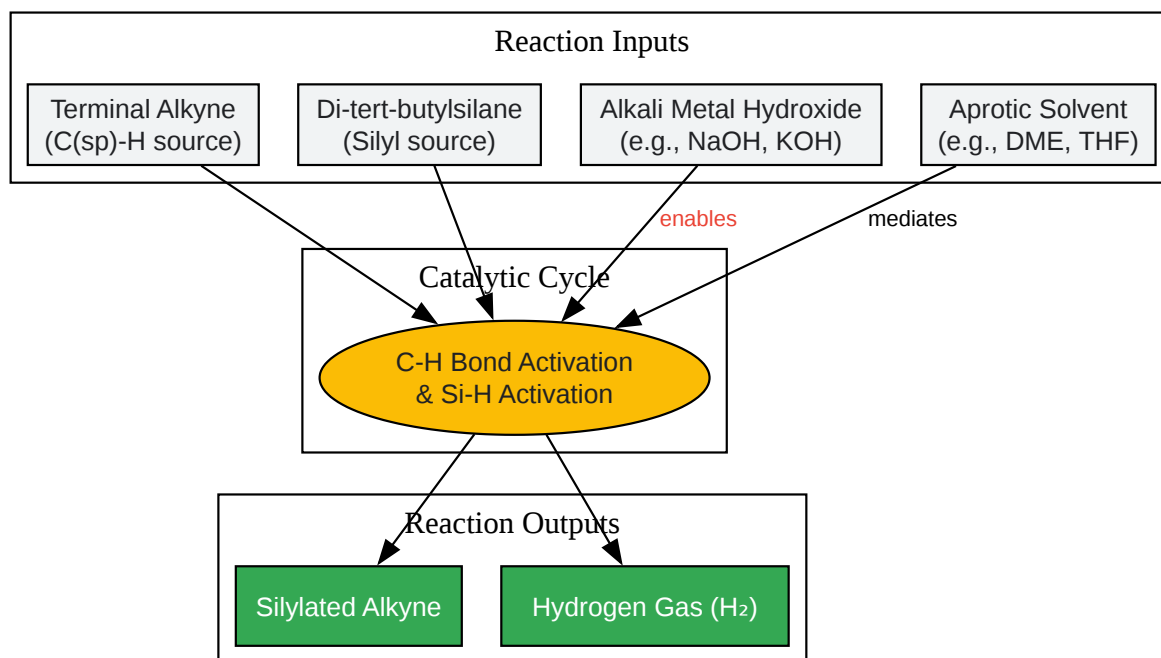 Reaction Inputs
Terminal Alkyne
(C(sp)-H source)
Di-tert-butylsilane
(Silyl source)
Alkali Metal Hydroxide
(e.g., NaOH, KOH)
Aprotic Solvent
(e.g., DME, THF)
enables
mediates
Catalytic Cycle
C-H Bond Activation
& Si-H Activation
Reaction Outputs
Silylated Alkyne
Hydrogen Gas (H₂)